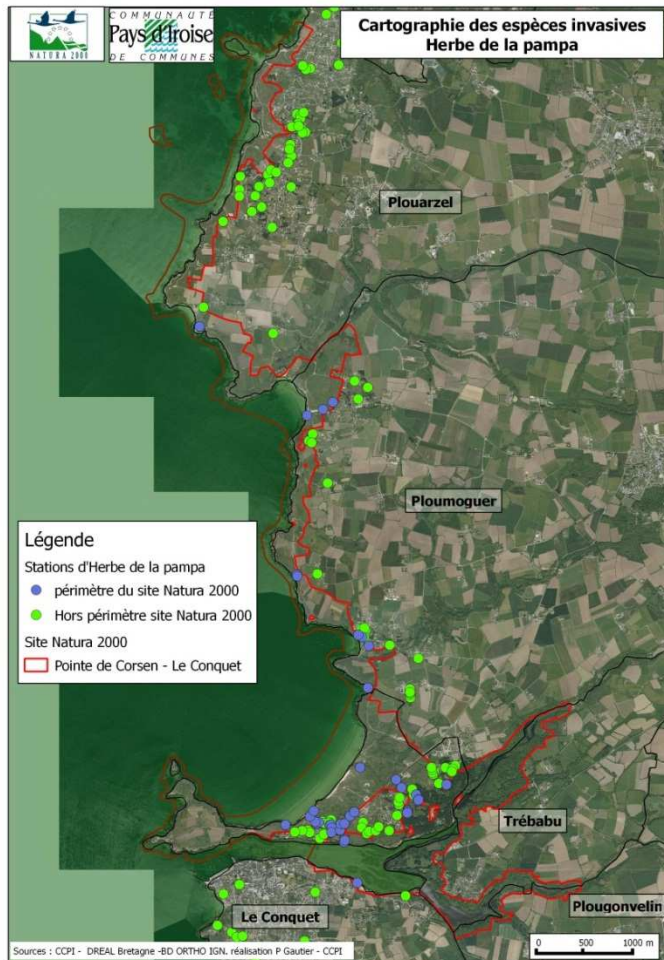 NATURA 2000
COMMUNAUTÉ
Pays d'Iroise
DE COMMUNES
Cartographie des espèces invasives
Herbe de la pampa
Plouarzel
Ploumoguer
Légende
Stations d'Herbe de la pampa
périmètre du site Natura 2000
Hors périmètre site Natura 2000
Site Natura 2000
Pointe de Corsen - Le Conquet
Trébabu
Plougonvelin
Le Conquet
0 500 1000 m
Sources : CCPI - DREAL Bretagne -BD ORTHO IGN. réalisation P Gautier - CCPI